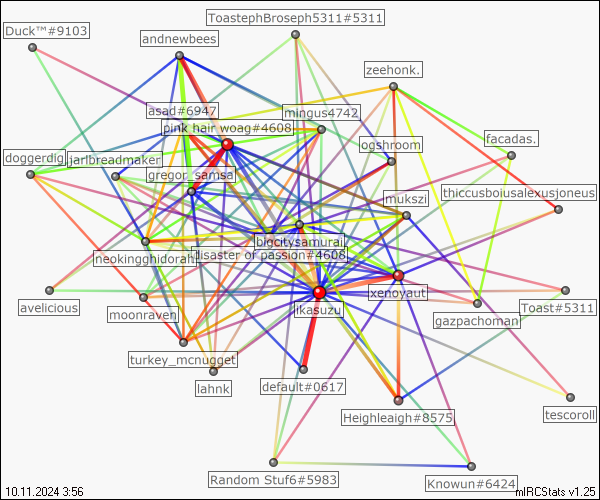 ToastephBroseph5311#5311
Duck™#9103
andnewbees
zeehonk.
asad#6947
mingus4742
pink hair woag#4608
ogshroom
facadas.
doggerdig
jarlbreadmaker
gregor_samsa
thiccusboiusalexusjoneus
mukszi
bigcitysamurai
neokingghidorah
disaster of passion#4608
xenoyaut
avelicious
ikasuzu
Toast#5311
moonraven
gazpachoman
turkey_mcnugget
lahnk
default#0617
Heighleaigh#8575
tescoroll
Random Stuf6#5983
Knowun#6424
10.11.2024 3:56
mIRCStats v1.25